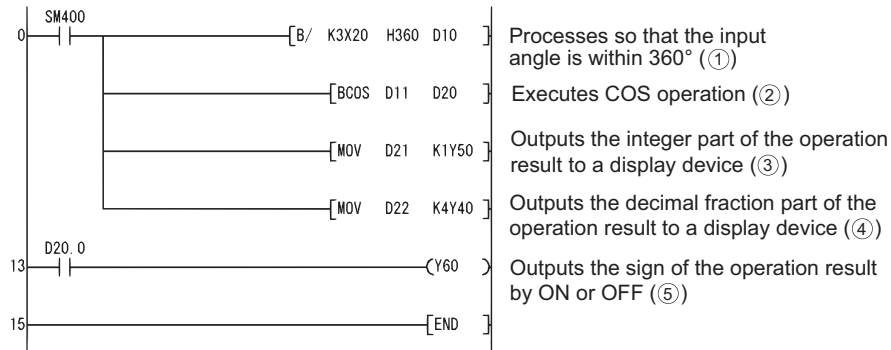 SM400
0 B/ K3X20 H360 D10 Processes so that the input
angle is within 360° (①)
BCOS D11 D20 Executes COS operation (②)
MOV D21 K1Y50 Outputs the integer part of the operation
result to a display device (③)
MOV D22 K4Y40 Outputs the decimal fraction part of the
operation result to a display device (④)
D20.0
13 Y60 Outputs the sign of the operation result
by ON or OFF (⑤)
15 END